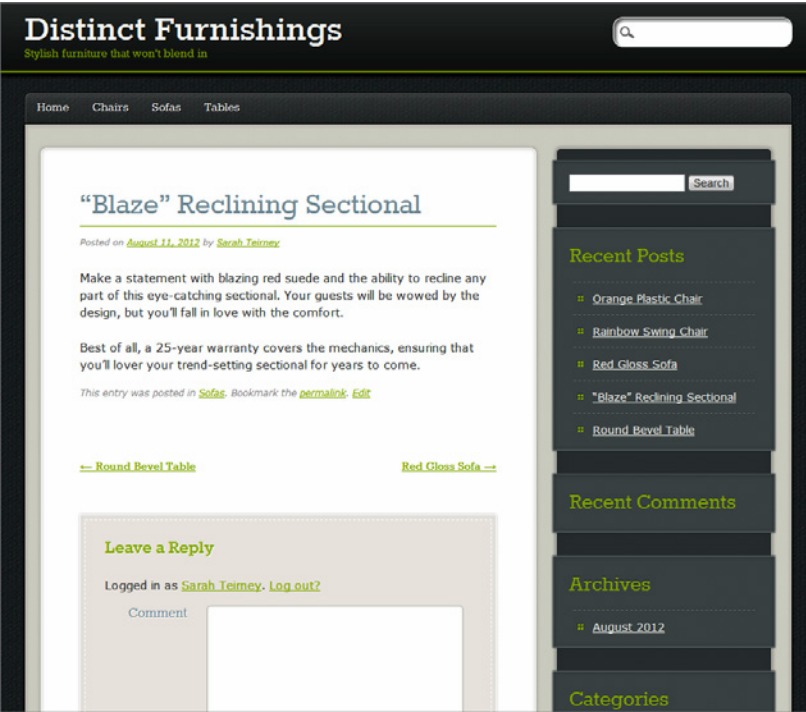 Distinct Furnishings
Stylish furniture that won't blend in
Home Chairs Sofas Tables
“Blaze” Reclining Sectional
Posted on August 11, 2012 by Sarah Teirney
Make a statement with blazing red suede and the ability to recline any
part of this eye-catching sectional. Your guests will be wowed by the
design, but you'll fall in love with the comfort.
Best of all, a 25-year warranty covers the mechanics, ensuring that
you'll lover your trend-setting sectional for years to come.
This entry was posted in Sofas. Bookmark the permalink. Edit
← Round Bevel Table
Red Gloss Sofa →
Leave a Reply
Logged in as Sarah Teirney. Log out?
Comment
Search
Recent Posts
Orange Plastic Chair
Rainbow Swing Chair
Red Gloss Sofa
"Blaze" Reclining Sectional
Round Bevel Table
Recent Comments
Archives
August 2012
Categories